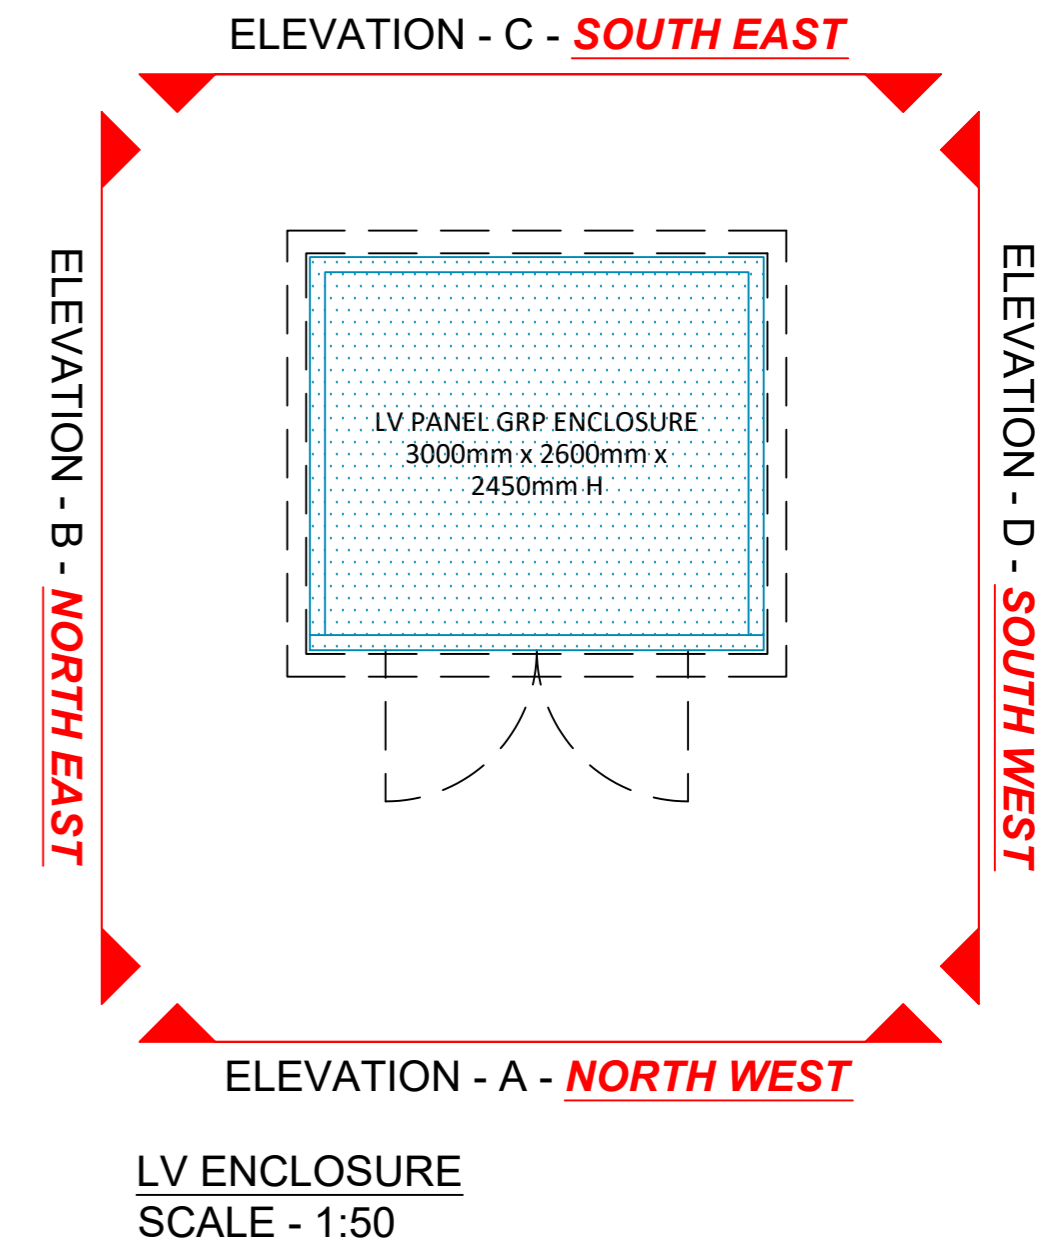 ELEVATION - C - SOUTH EAST
ELEVATION - B - NORTH EAST
LV PANEL GRP ENCLOSURE
3000mm x 2600mm x
2450mm H
ELEVATION - D - SOUTH WEST
ELEVATION - A - NORTH WEST
LV ENCLOSURE
SCALE - 1:50